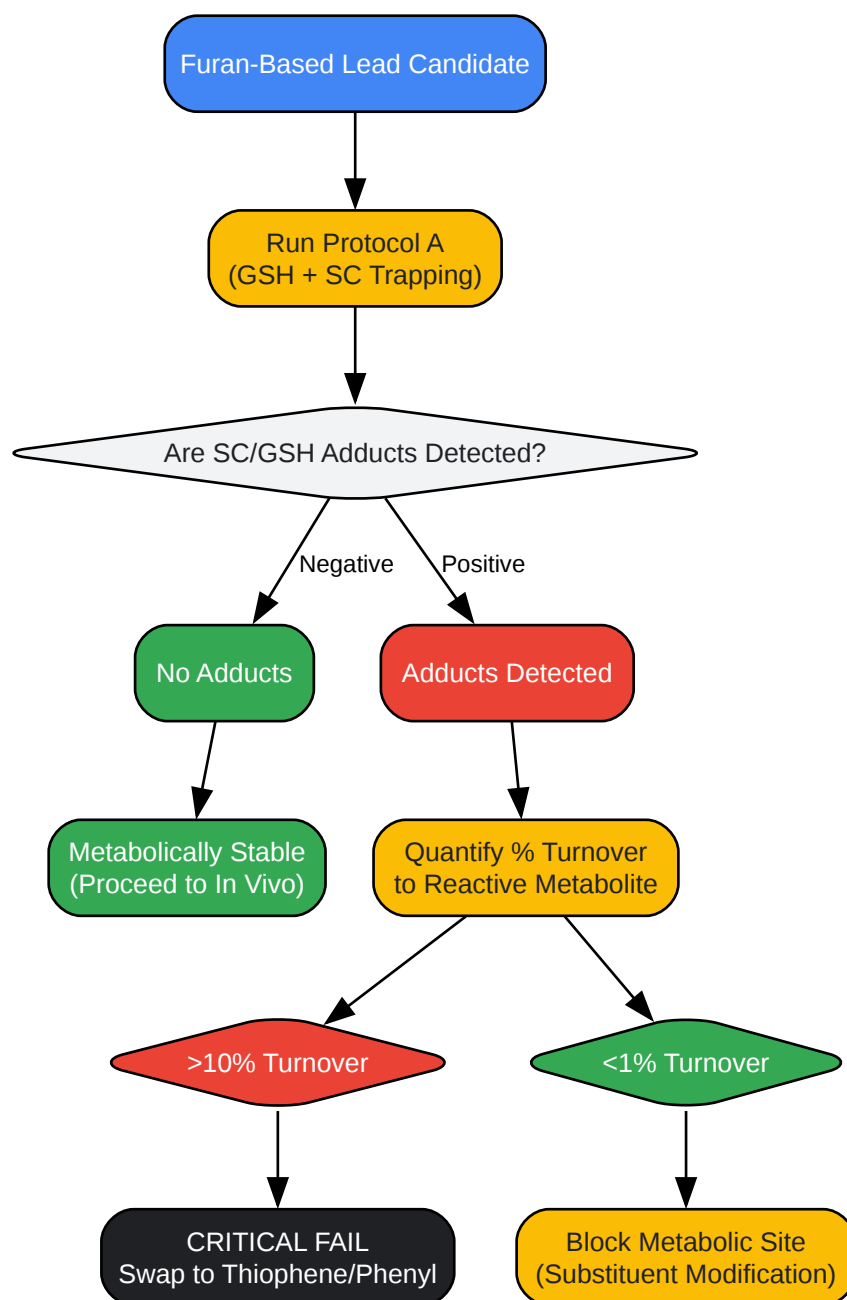 Furan-Based Lead Candidate
Run Protocol A
(GSH + SC Trapping)
Are SC/GSH Adducts Detected?
Negative
Positive
No Adducts
Adducts Detected
Metabolically Stable
(Proceed to In Vivo)
Quantify % Turnover
to Reactive Metabolite
>10% Turnover
<1% Turnover
CRITICAL FAIL
Swap to Thiophene/Phenyl
Block Metabolic Site
(Substituent Modification)